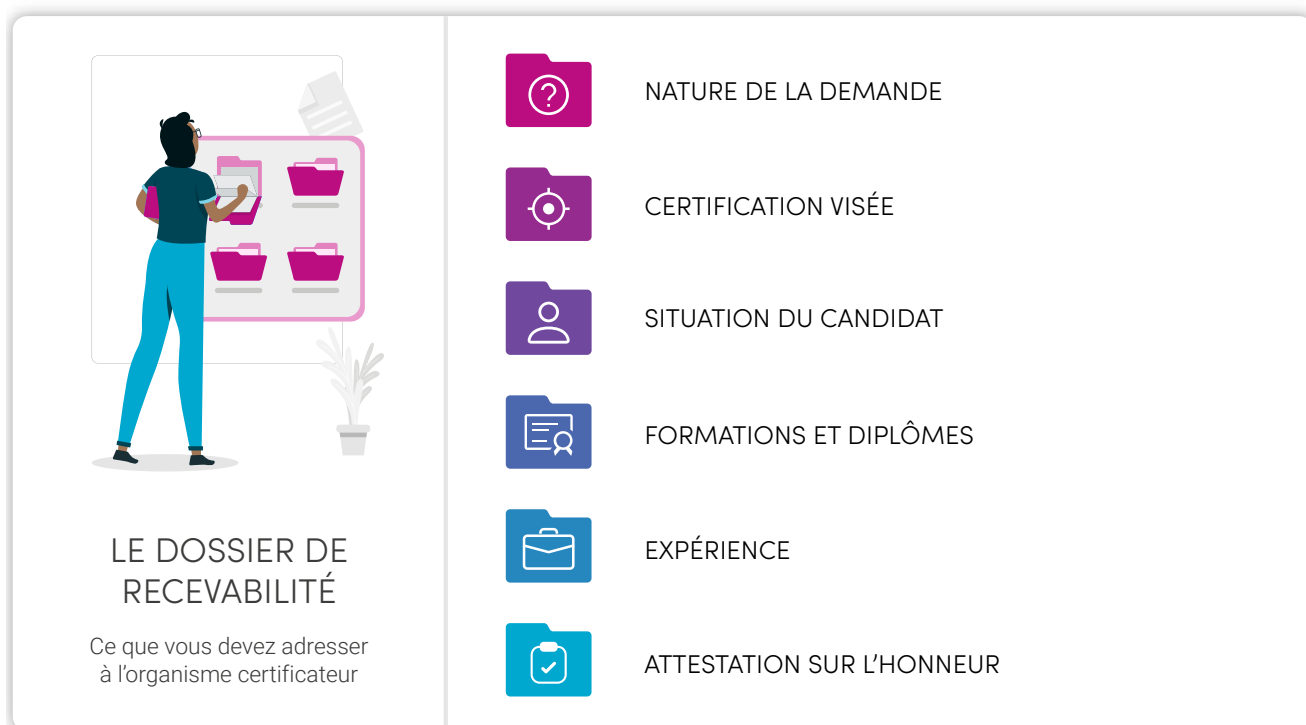 LE DOSSIER DE
RECEVABILITÉ
Ce que vous devez adresser
à l’organisme certificateur
NATURE DE LA DEMANDE
CERTIFICATION VISÉE
SITUATION DU CANDIDAT
FORMATIONS ET DIPLÔMES
EXPÉRIENCE
ATTESTATION SUR L’HONNEUR